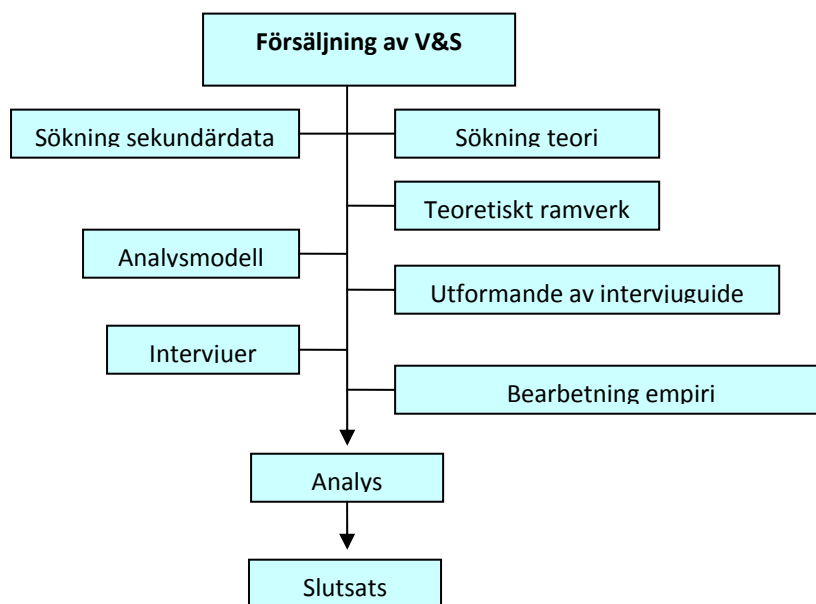 Försäljning av V&S
Sökning sekundärdata
Sökning teori
Teoretiskt ramverk
Analysmodell
Utformande av intervjuguide
Intervjuer
Bearbetning empiri
Analys
Slutsats